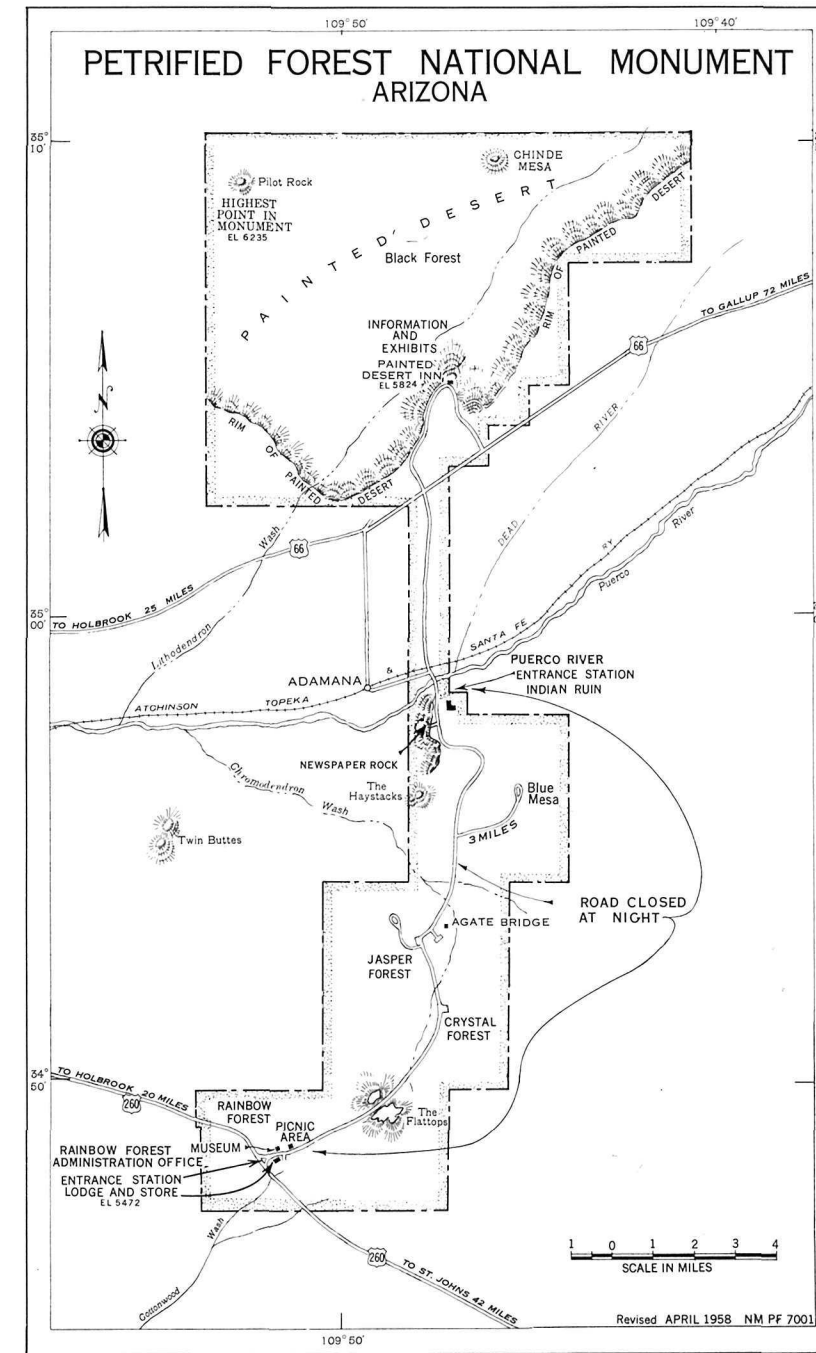 109°50'
109°40'
PETRIFIED FOREST NATIONAL MONUMENT
ARIZONA
35°
10'
CHINDE
MESA
Pilot Rock
HIGHEST
POINT IN
MONUMENT
EL 6235
PAINTED DESERT
Black Forest
RIM OF PAINTED DESERT
TO GALLUP 72 MILES
66
INFORMATION
AND
EXHIBITS
PAINTED
DESERT INN
EL 5824
N
RIM OF PAINTED DESERT
DEAD RIVER
Puerco River
66
Lithodendron Wash
35°
00'
TO HOLBROOK 25 MILES
ATCHINSON TOPEKA & SANTA FE RY
ADAMANA
PUERCO RIVER
ENTRANCE STATION
INDIAN RUIN
NEWSPAPER ROCK
Chromodendron Wash
The
Haystacks
Blue
Mesa
3 MILES
Twin Buttes
ROAD CLOSED
AT NIGHT
AGATE BRIDGE
JASPER
FOREST
CRYSTAL
FOREST
34°
50'
TO HOLBROOK 20 MILES
260
RAINBOW
FOREST
PICNIC
AREA
The
Flattops
MUSEUM
RAINBOW FOREST
ADMINISTRATION OFFICE
ENTRANCE STATION
LODGE AND STORE
EL 5472
Cottonwood Wash
260
TO ST. JOHNS 42 MILES
1 0 1 2 3 4
SCALE IN MILES
Revised APRIL 1958 NM PF 7001
109°50'